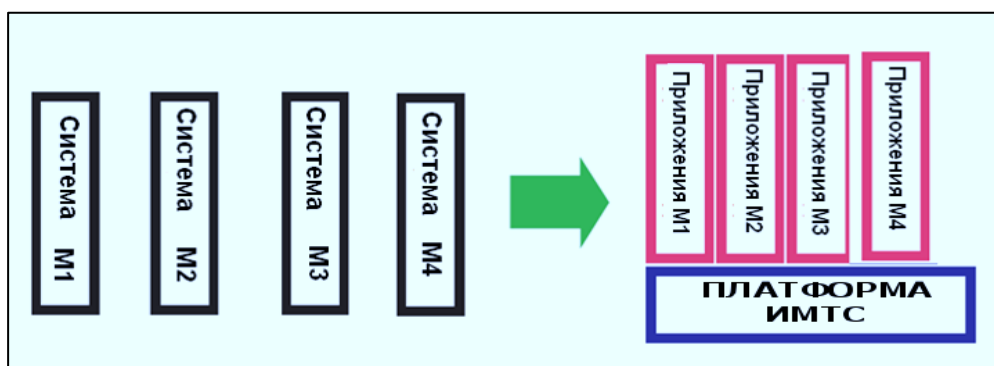 Система М1
Система М2
Система М3
Система М4
Приложения М1
Приложения М2
Приложения М3
Приложения М4
ПЛАТФОРМА
ИМТС